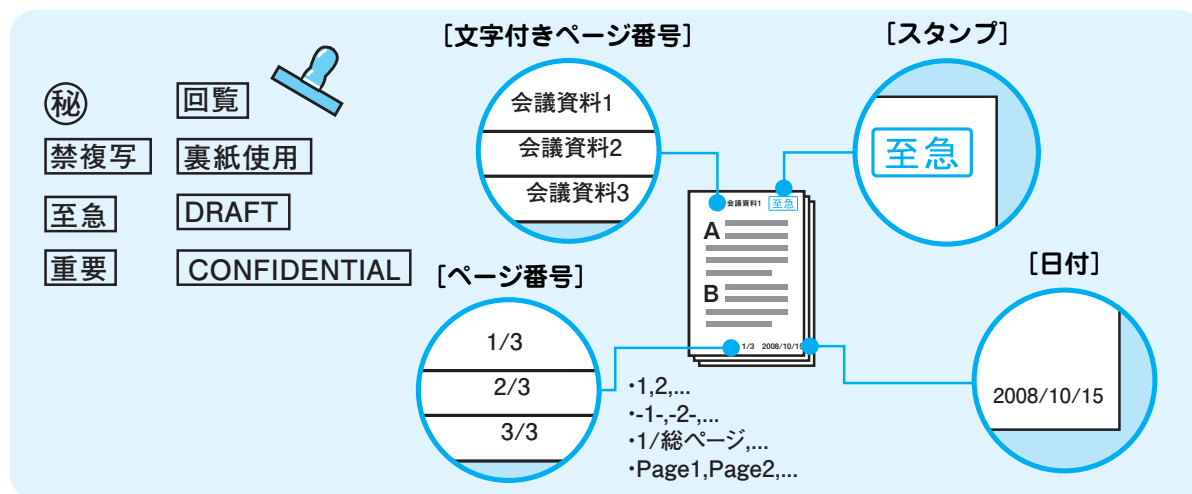 ㊙
回覧
禁複写
裏紙使用
至急
DRAFT
重要
CONFIDENTIAL
[文字付きページ番号]
会議資料1
会議資料2
会議資料3
[スタンプ]
至急
会議資料1 至急
A
B
1/3 2008/10/15
[ページ番号]
1/3
2/3
3/3
・1,2,...
・-1-,-2-,...
・1/総ページ,...
・Page1,Page2,...
[日付]
2008/10/15